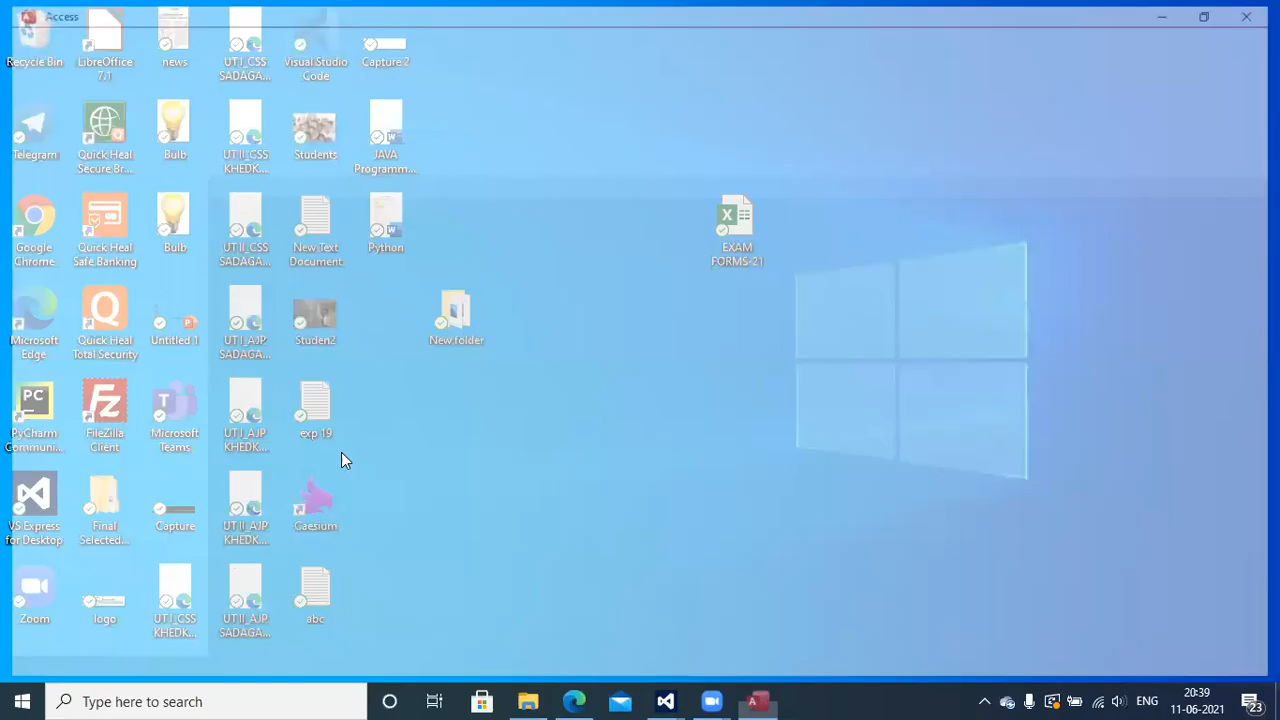 Access
Recycle Bin
LibreOffice
7.1
news
UT I_CSS
SADAGA...
Visual Studio
Code
Capture 2
Telegram
Quick Heal
Secure Br...
Bulb
UT II_CSS
KHEDK...
Students
JAVA
Programm...
Google
Chrome
Quick Heal
Safe Banking
Bulb
UT II_CSS
SADAGA...
New Text
Document
Python
EXAM
FORMS-21
Microsoft
Edge
Quick Heal
Total Security
Untitled 1
UT I_AJP
SADAGA...
Studen2
New folder
PyCharm
Communi...
FileZilla
Client
Microsoft
Teams
UT I_AJP
KHEDK...
exp 19
VS Express
for Desktop
Final
Selected...
Capture
UT II_AJP
KHEDK...
Caesium
Zoom
logo
UT I_CSS
KHEDK...
UT II_AJP
SADAGA...
abc
Type here to search
ENG
20:39
11-06-2021
23